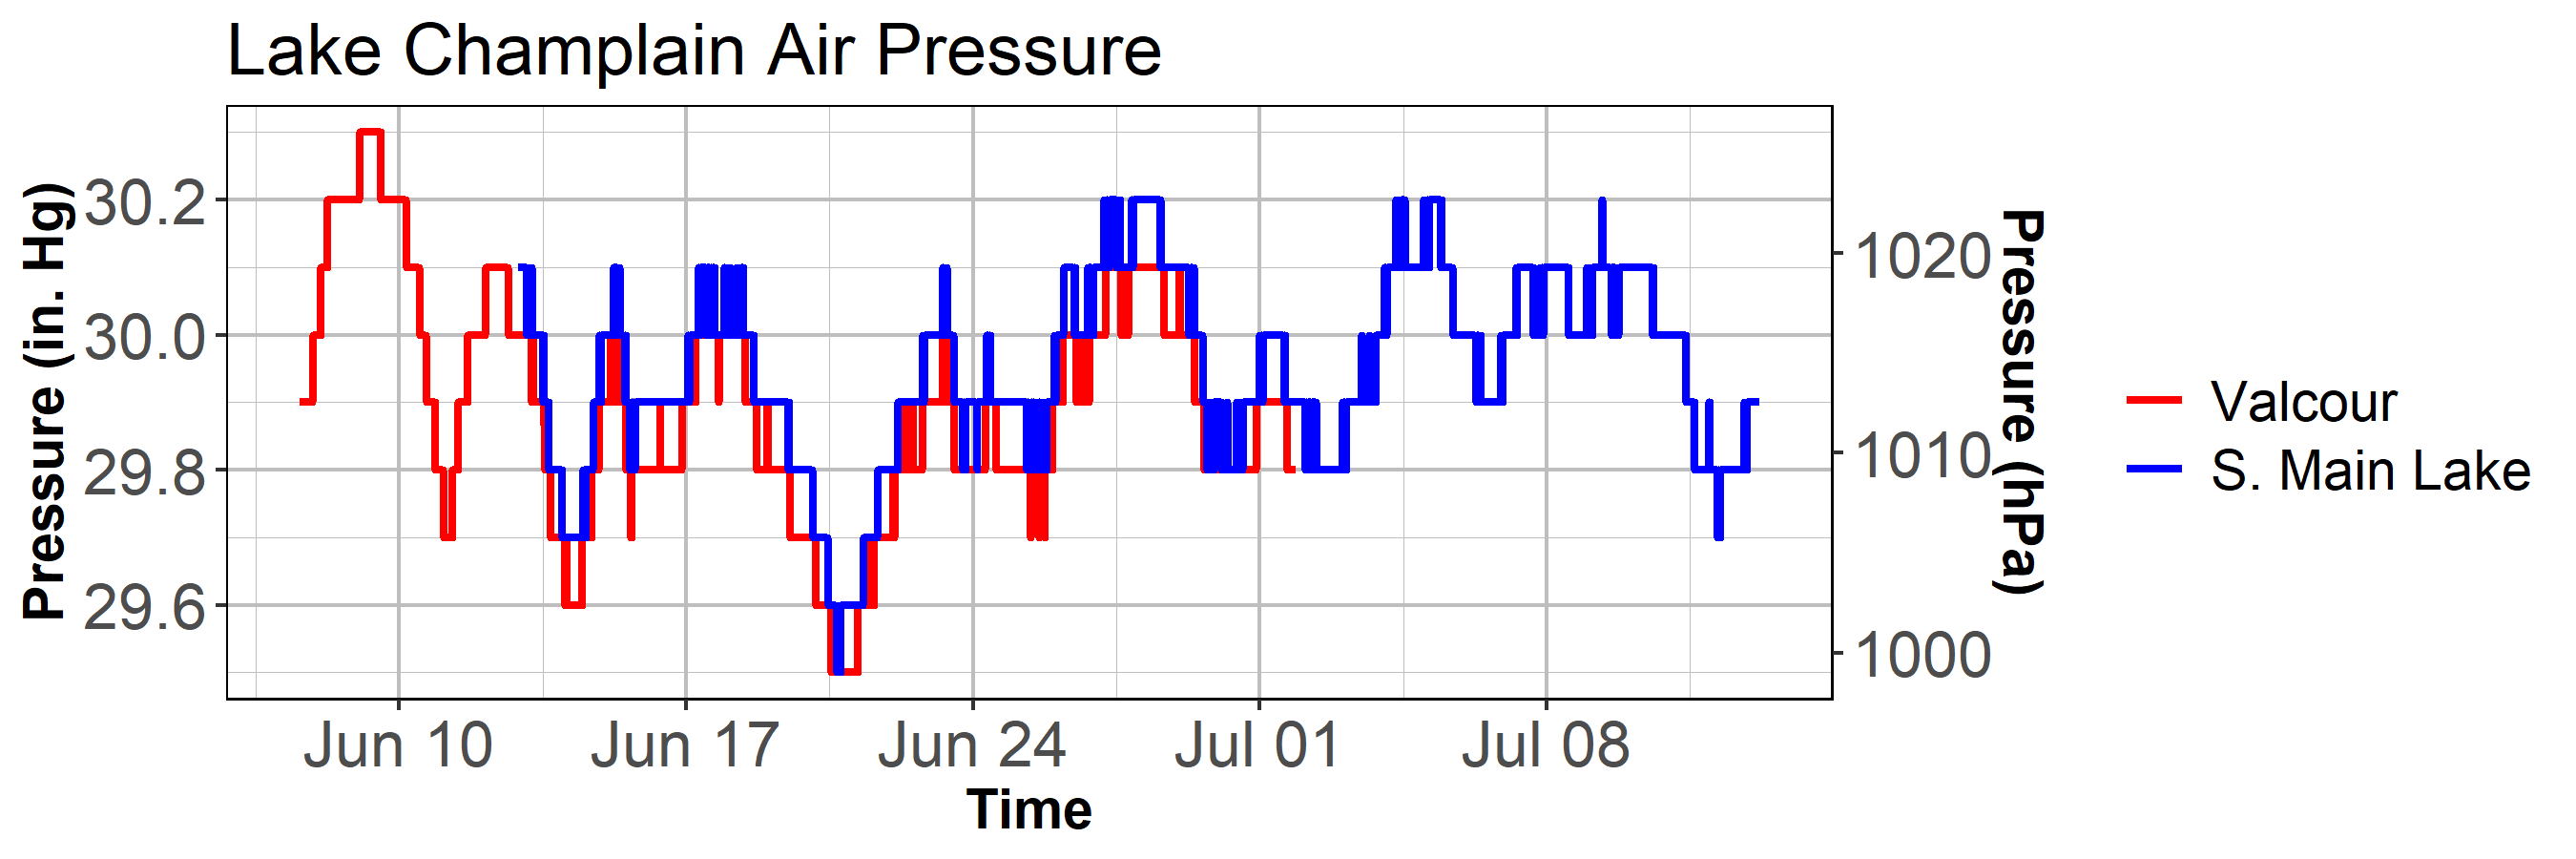 Lake Champlain Air Pressure
Pressure (in. Hg)
30.2
30.0
29.8
29.6
1020
1010
1000
Pressure (hPa)
Valcour
S. Main Lake
Jun 10
Jun 17
Jun 24
Jul 01
Jul 08
Time